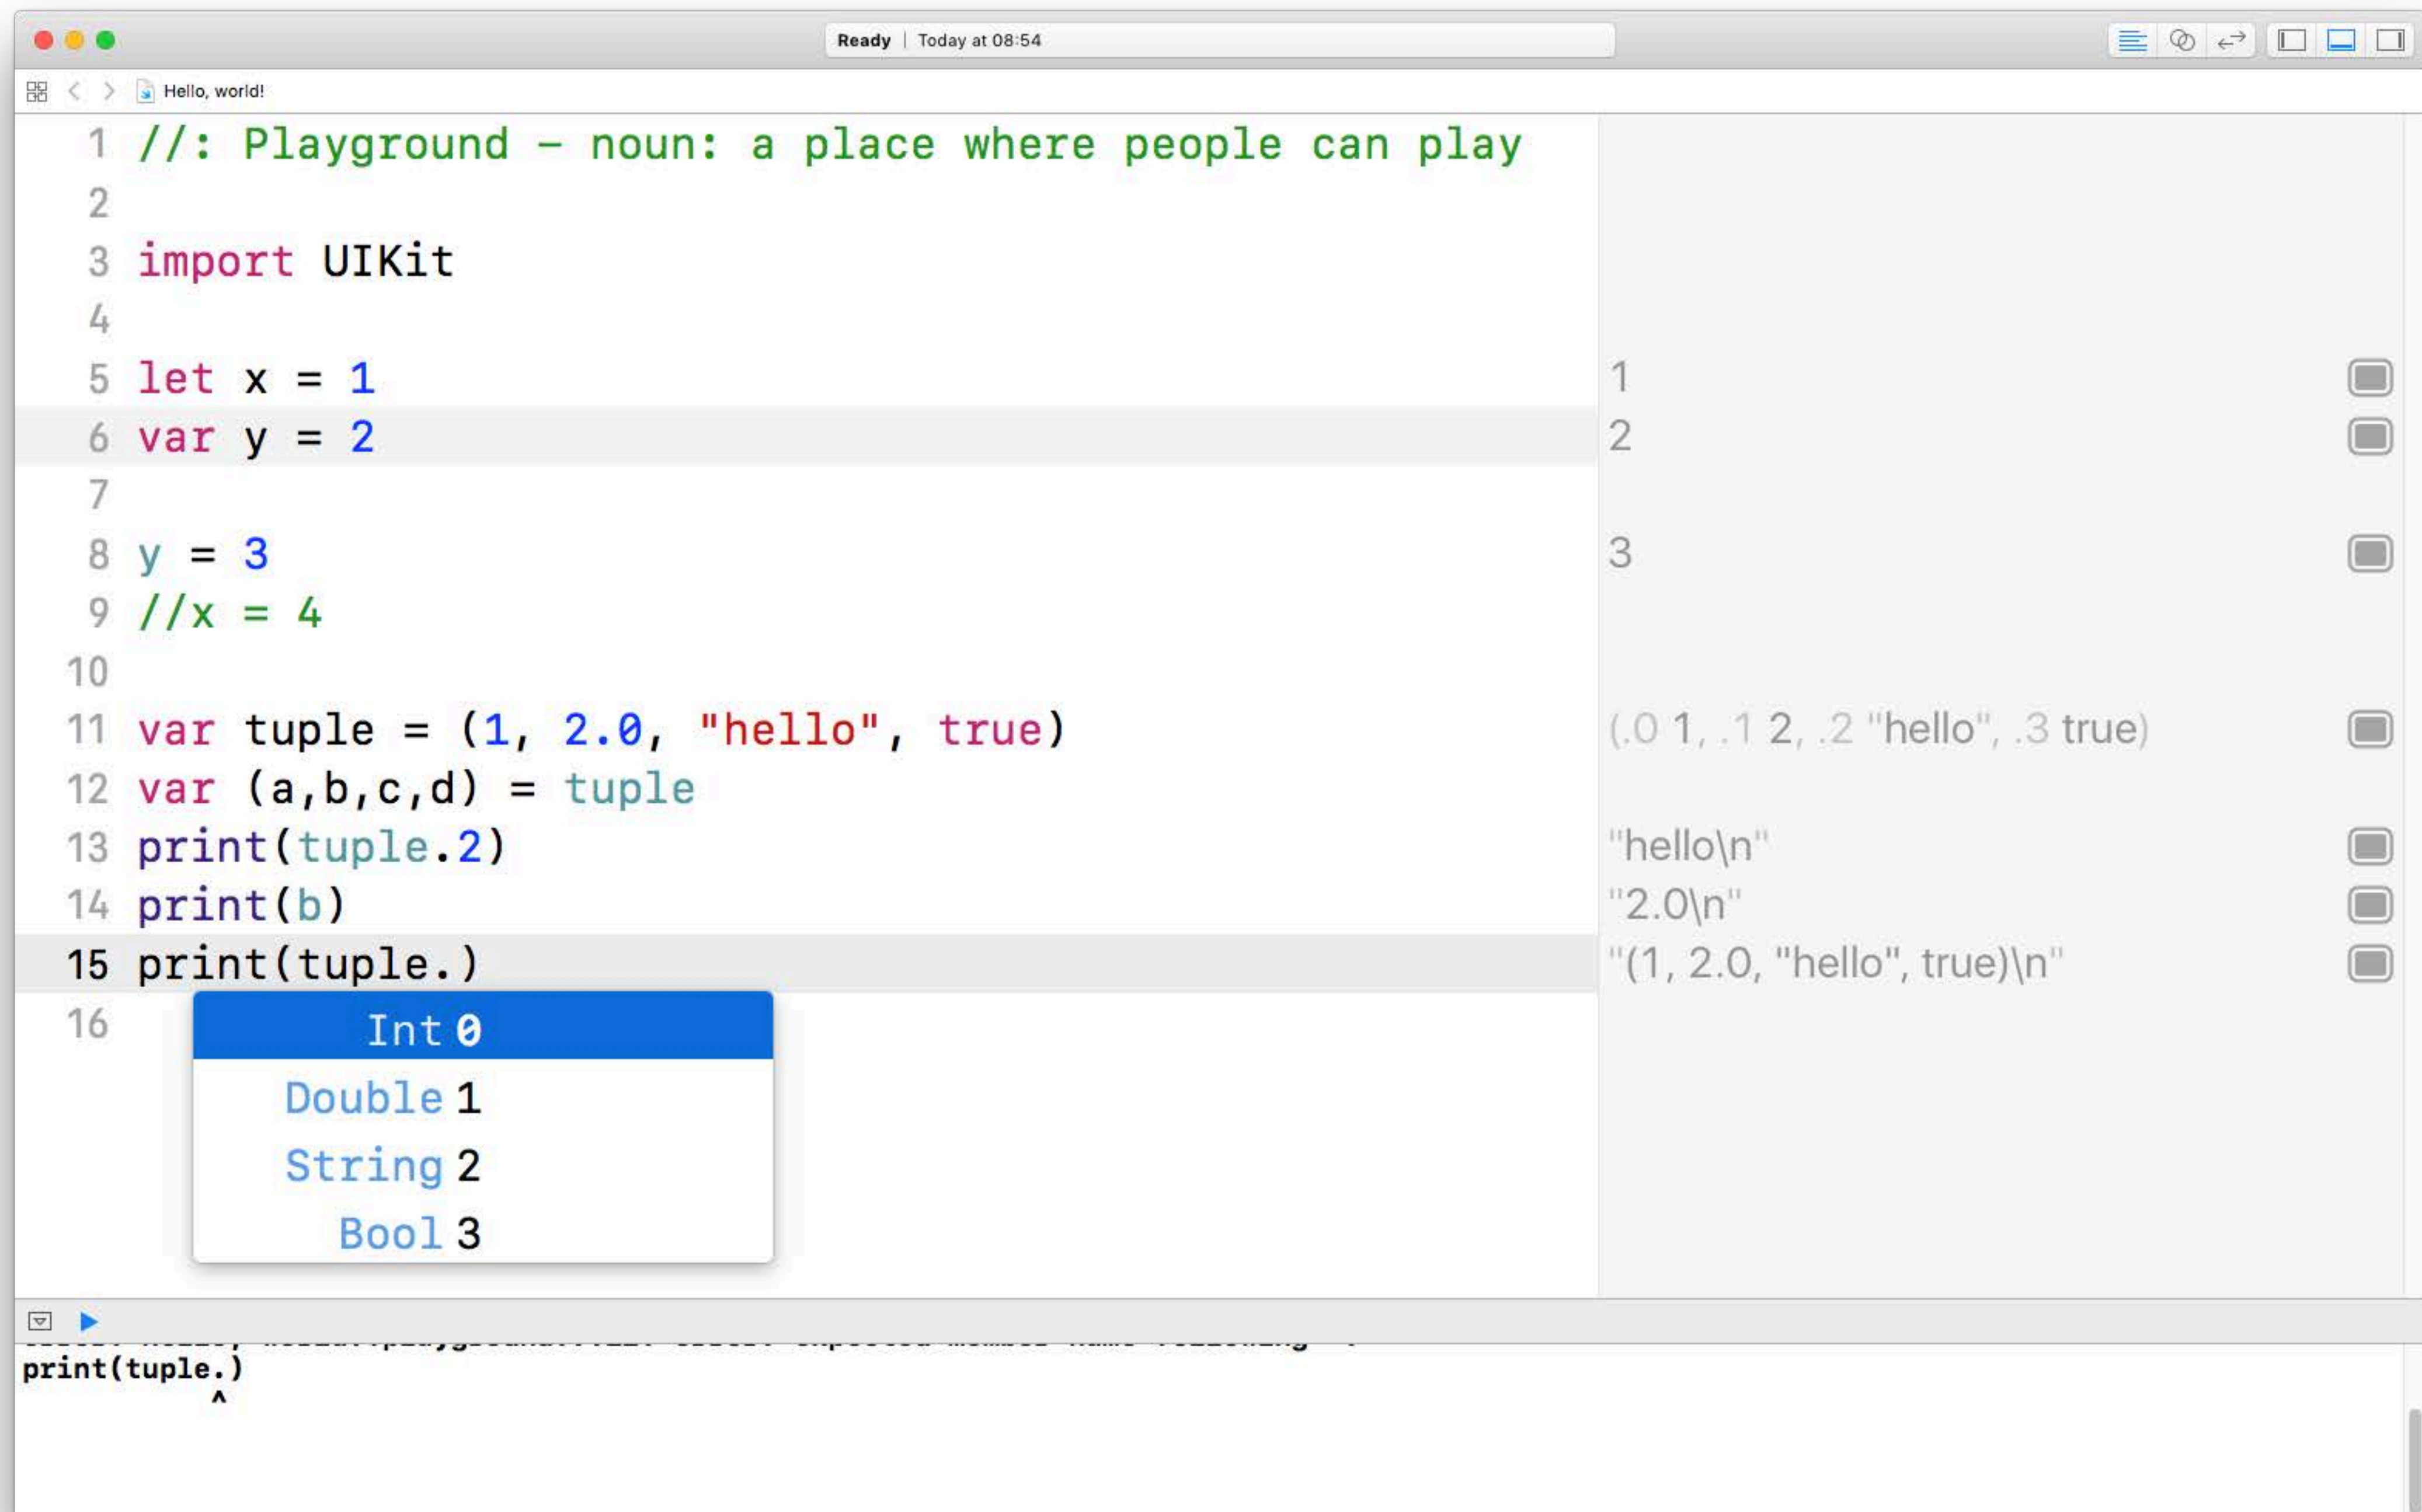 Ready | Today at 08:54
Hello, world!
1 //: Playground – noun: a place where people can play
2
3 import UIKit
4
5 let x = 1
1
6 var y = 2
2
7
8 y = 3
3
9 //x = 4
10
11 var tuple = (1, 2.0, "hello", true)
(.0 1, .1 2, .2 "hello", .3 true)
12 var (a,b,c,d) = tuple
13 print(tuple.2)
"hello\n"
14 print(b)
"2.0\n"
15 print(tuple.)
"(1, 2.0, "hello", true)\n"
16
Int 0
Double 1
String 2
Bool 3
print(tuple.)
^